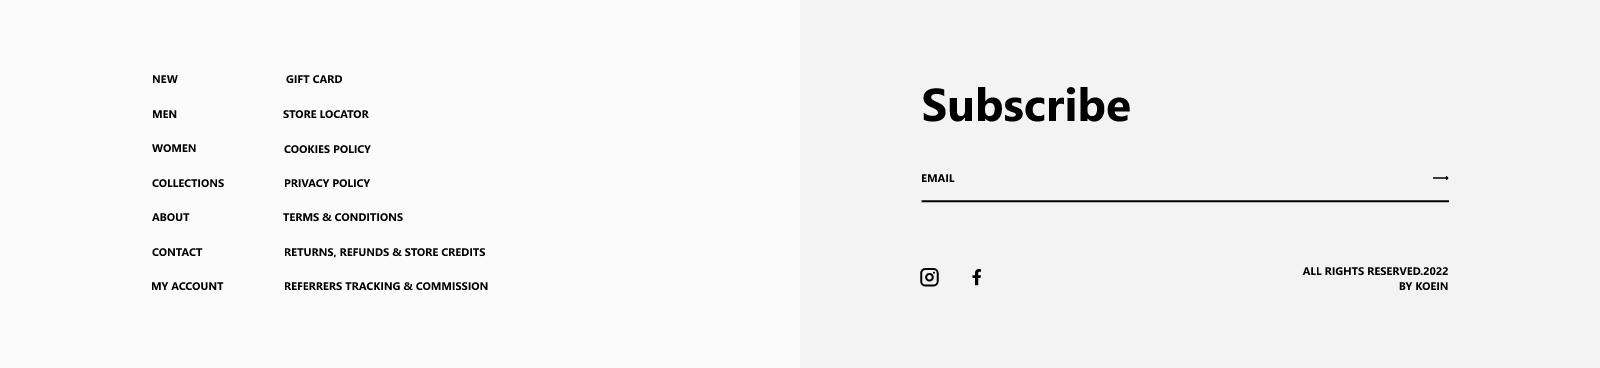 NEW
MEN
WOMEN
COLLECTIONS
ABOUT
CONTACT
MY ACCOUNT
GIFT CARD
STORE LOCATOR
COOKIES POLICY
PRIVACY POLICY
TERMS & CONDITIONS
RETURNS, REFUNDS & STORE CREDITS
REFERRERS TRACKING & COMMISSION
Subscribe
EMAIL
ALL RIGHTS RESERVED.2022
BY KOEIN